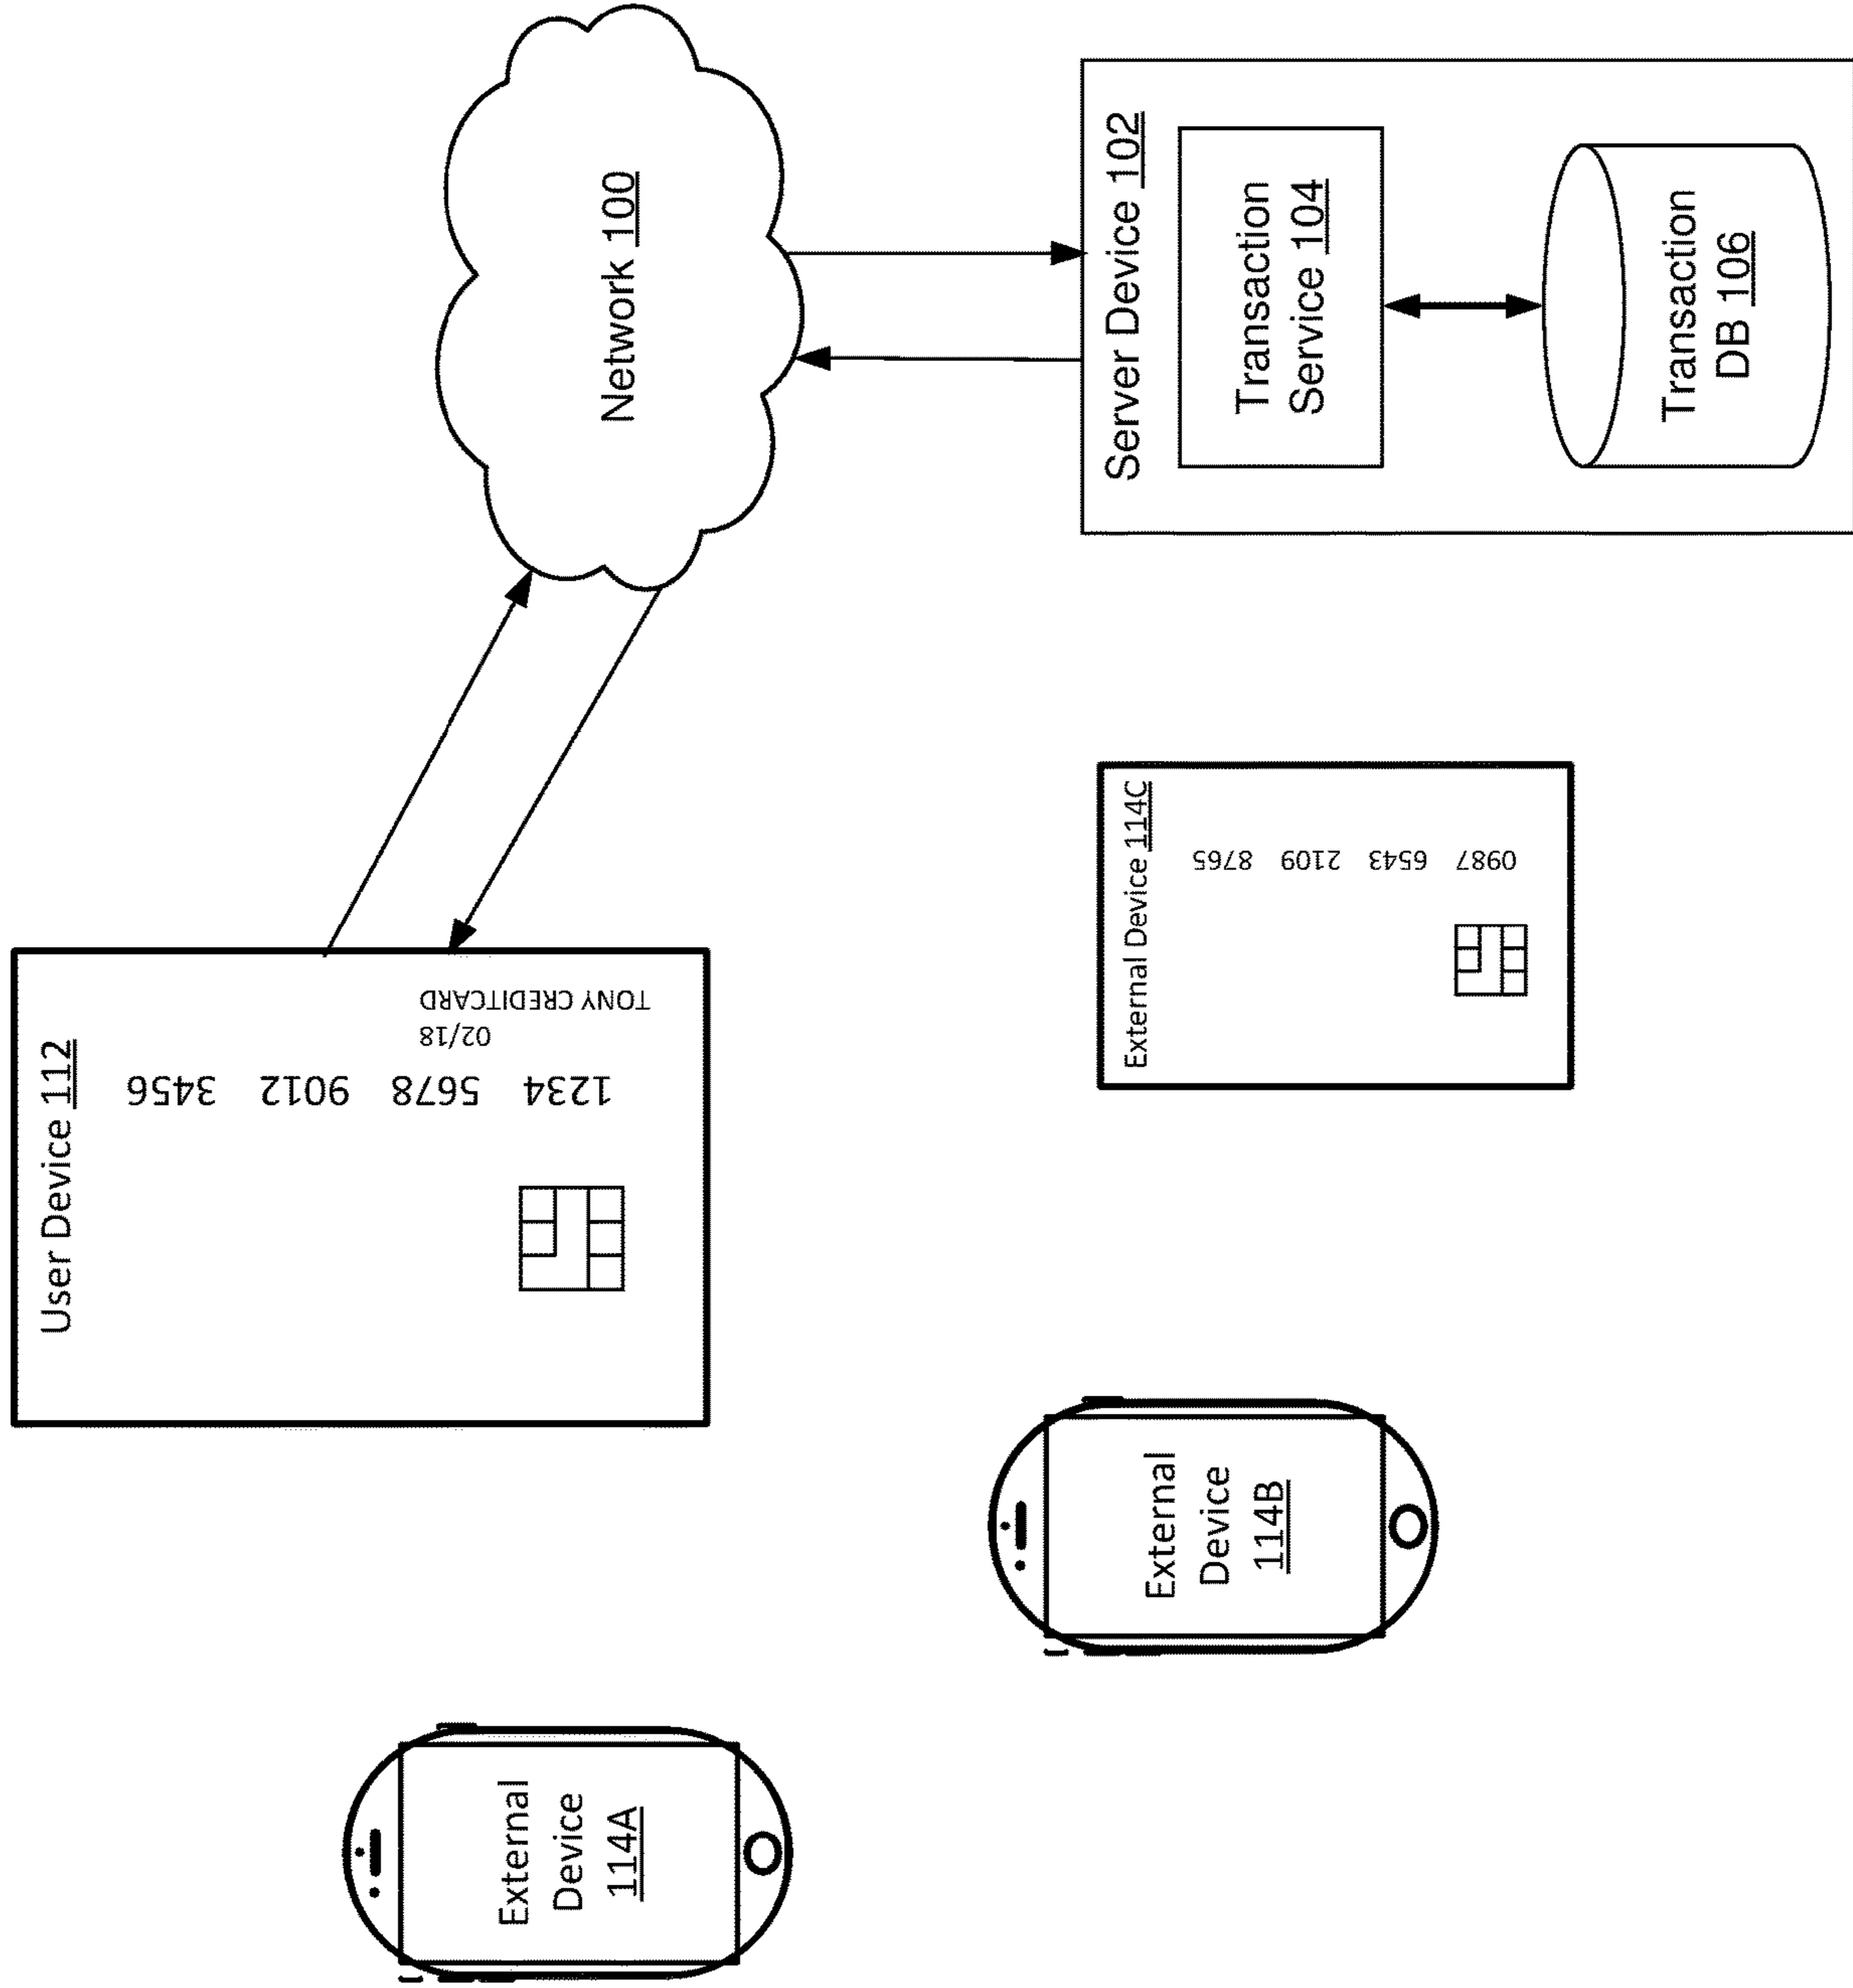 User Device 112
1234 5678 9012 3456
02/18
TONY CREDITCARD
Network 100
Server Device 102
Transaction
Service 104
Transaction
DB 106
External Device 114C
0987 6543 2109 8765
External
Device
114B
External
Device
114A